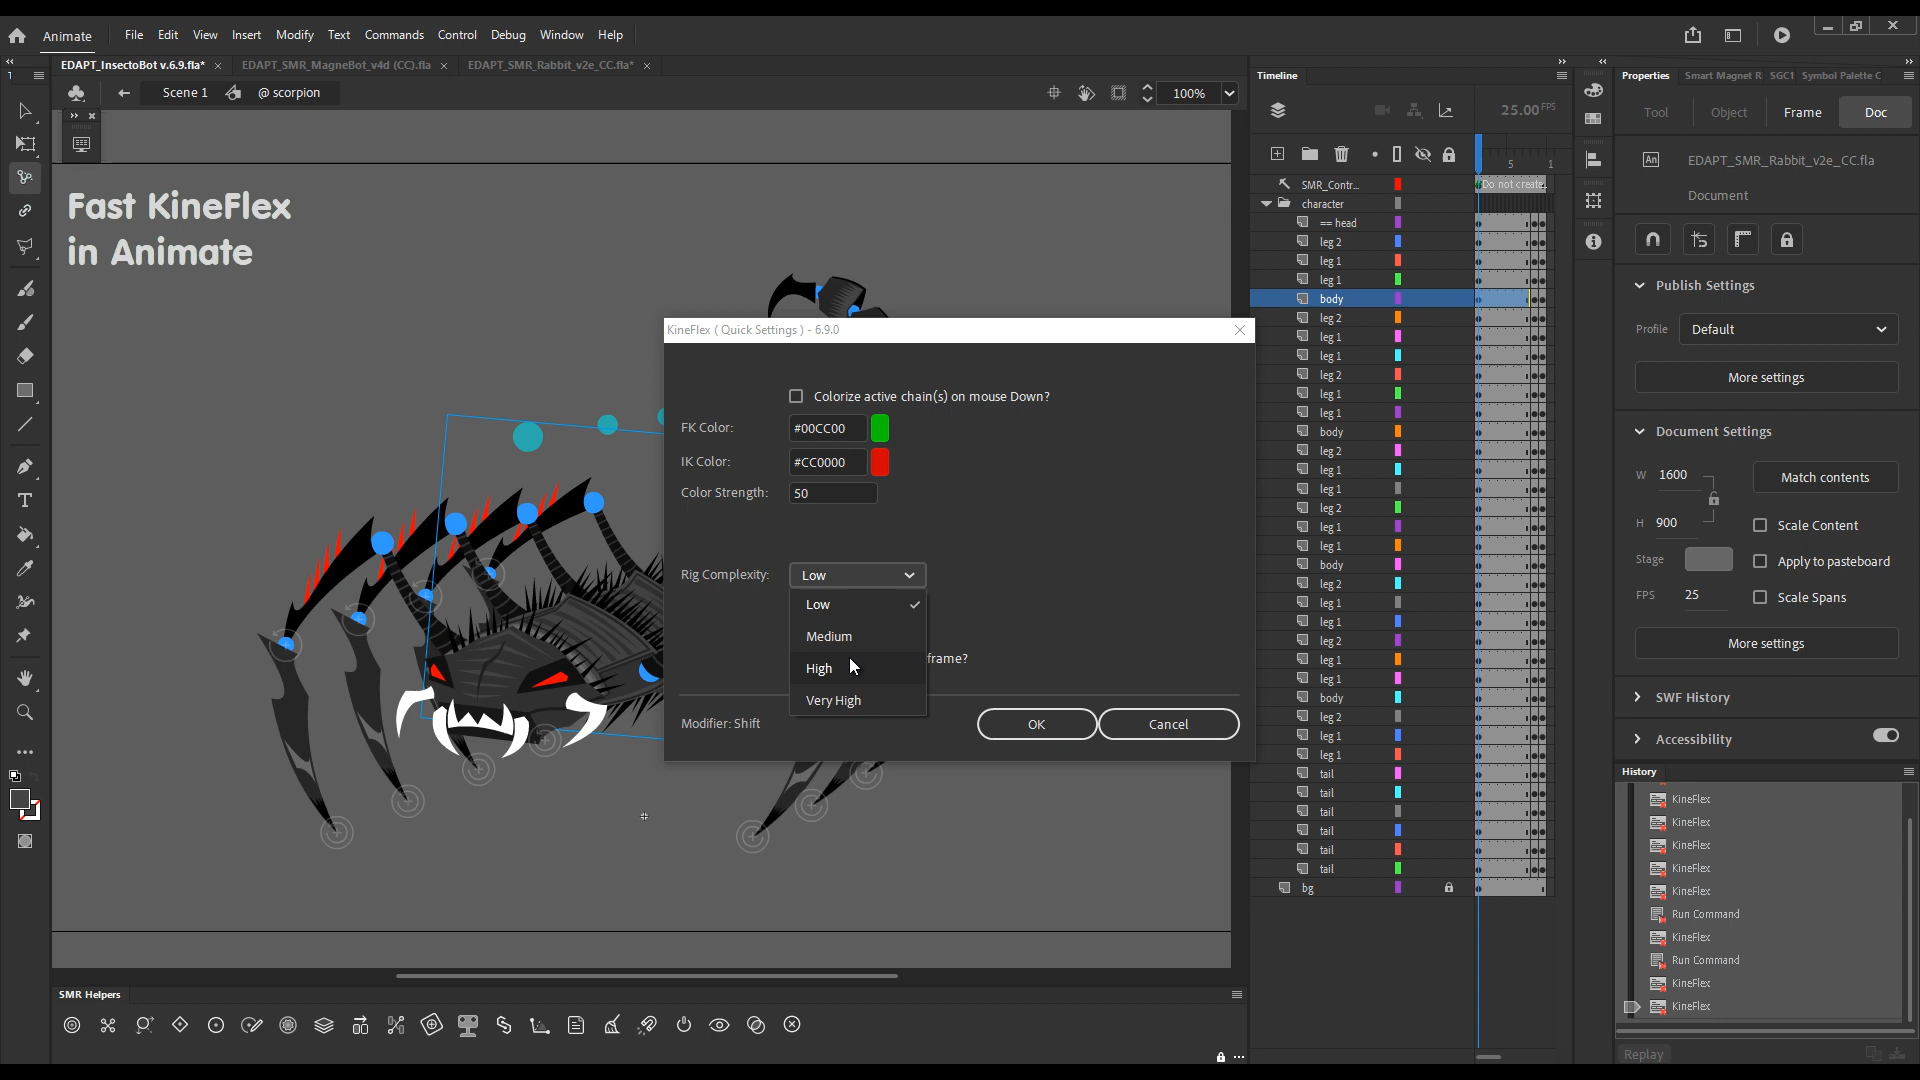 Animate
File Edit View Insert Modify Text Commands Control Debug Window Help
EDAPT_InsectoBot v.6.9.fla*
EDAPT_SMR_MagneBot_v4d (CC).fla
EDAPT_SMR_Rabbit_v2e_CC.fla*
Scene 1
@ scorpion
100%
Fast KineFlex
in Animate
KineFlex ( Quick Settings ) - 6.9.0
Colorize active chain(s) on mouse Down?
FK Color: #00CC00
IK Color: #CC0000
Color Strength: 50
Rig Complexity: Low
Low
Medium
High
Very High
frame?
Modifier: Shift
OK
Cancel
SMR Helpers
Timeline
25.00 FPS
5 1
SMR_Contr... Do not create
character
== head
leg 2
leg 1
leg 1
body
leg 2
leg 1
leg 1
leg 2
leg 1
leg 1
body
leg 2
leg 1
leg 1
leg 2
leg 1
leg 1
body
leg 2
leg 1
leg 1
leg 2
leg 1
leg 1
body
leg 2
leg 1
leg 1
tail
tail
tail
tail
tail
tail
bg
Properties Smart Magnet R SGC1 Symbol Palette C
Tool Object Frame Doc
An EDAPT_SMR_Rabbit_v2e_CC.fla
Document
Publish Settings
Profile Default
More settings
Document Settings
W 1600 Match contents
H 900 Scale Content
Stage Apply to pasteboard
FPS 25 Scale Spans
More settings
SWF History
Accessibility
History
KineFlex
KineFlex
KineFlex
KineFlex
KineFlex
Run Command
KineFlex
Run Command
KineFlex
KineFlex
Replay